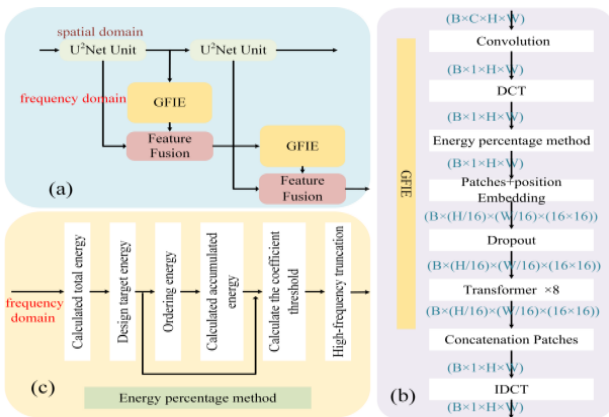 spatial domain
U²Net Unit
U²Net Unit
frequency domain
GFIE
Feature
Fusion
GFIE
Feature
Fusion
(a)
frequency
domain
Calculated total energy
Design target energy
Ordering energy
Calculated accumulated
energy
Calculate the coefficient
threshold
High-frequency truncation
(c)
Energy percentage method
GFIE
(B×C×H×W)
Convolution
(B×1×H×W)
DCT
(B×1×H×W)
Energy percentage method
(B×1×H×W)
Patches+position
Embedding
(B×(H/16)×(W/16)×(16×16))
Dropout
(B×(H/16)×(W/16)×(16×16))
Transformer ×8
(B×(H/16)×(W/16)×(16×16))
Concatenation Patches
(B×1×H×W)
IDCT
(B×1×H×W)
(b)